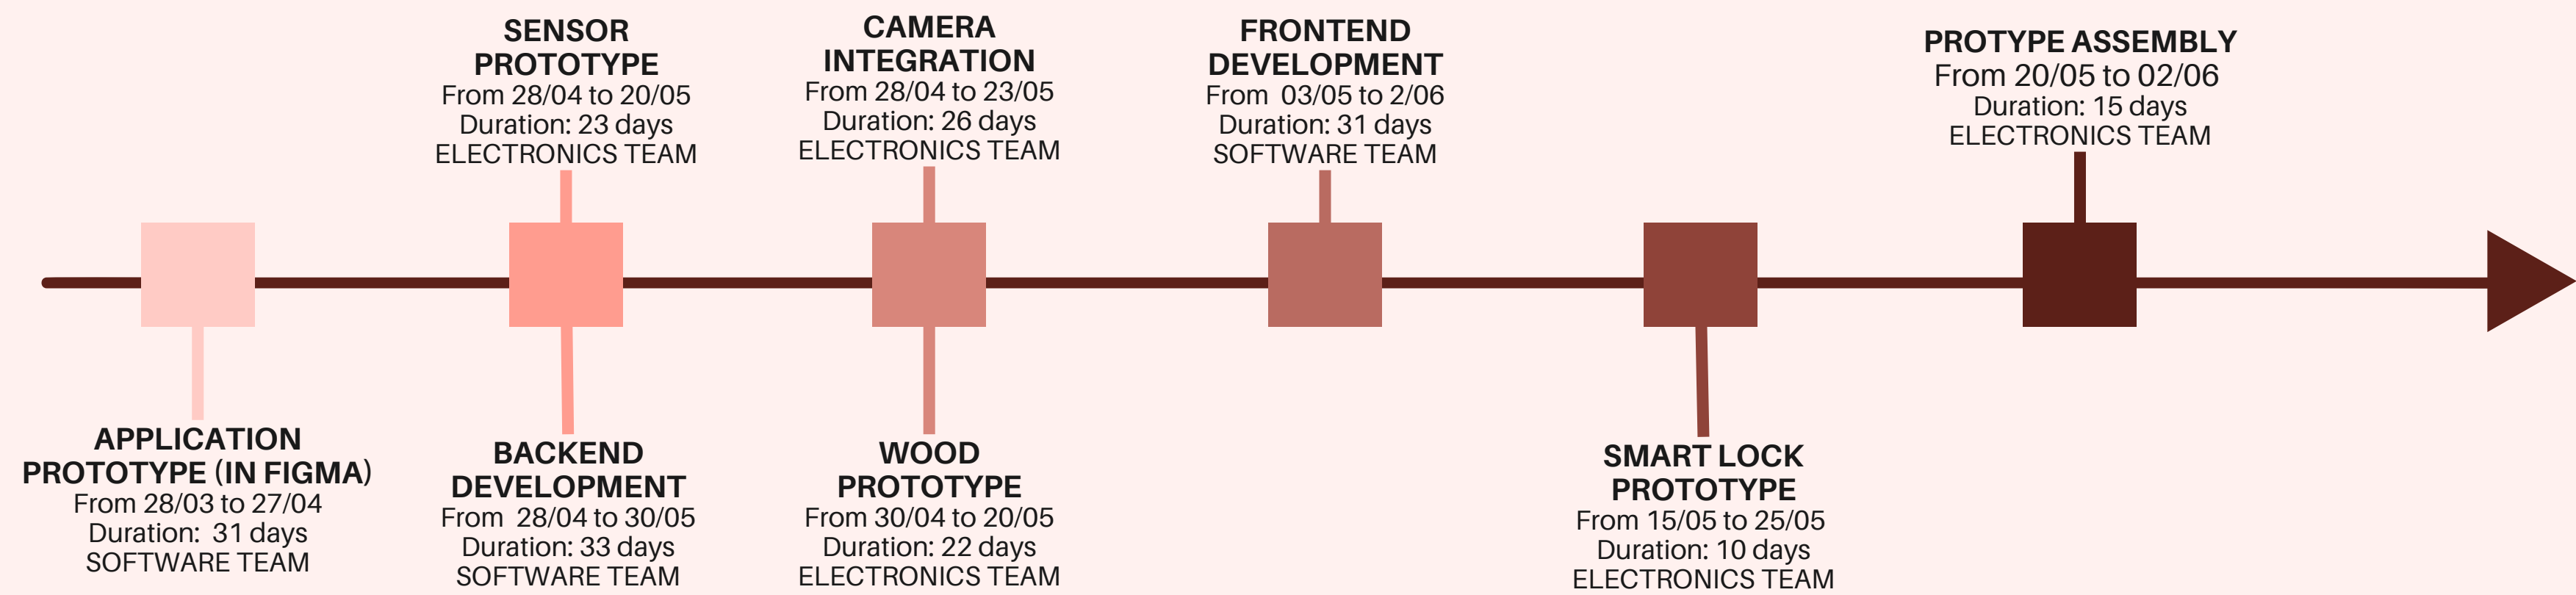 SENSOR
PROTOTYPE
From 28/04 to 20/05
Duration: 23 days
ELECTRONICS TEAM
CAMERA
INTEGRATION
From 28/04 to 23/05
Duration: 26 days
ELECTRONICS TEAM
FRONTEND
DEVELOPMENT
From 03/05 to 2/06
Duration: 31 days
SOFTWARE TEAM
PROTYPE ASSEMBLY
From 20/05 to 02/06
Duration: 15 days
ELECTRONICS TEAM
APPLICATION
PROTOTYPE (IN FIGMA)
From 28/03 to 27/04
Duration: 31 days
SOFTWARE TEAM
BACKEND
DEVELOPMENT
From 28/04 to 30/05
Duration: 33 days
SOFTWARE TEAM
WOOD
PROTOTYPE
From 30/04 to 20/05
Duration: 22 days
ELECTRONICS TEAM
SMART LOCK
PROTOTYPE
From 15/05 to 25/05
Duration: 10 days
ELECTRONICS TEAM